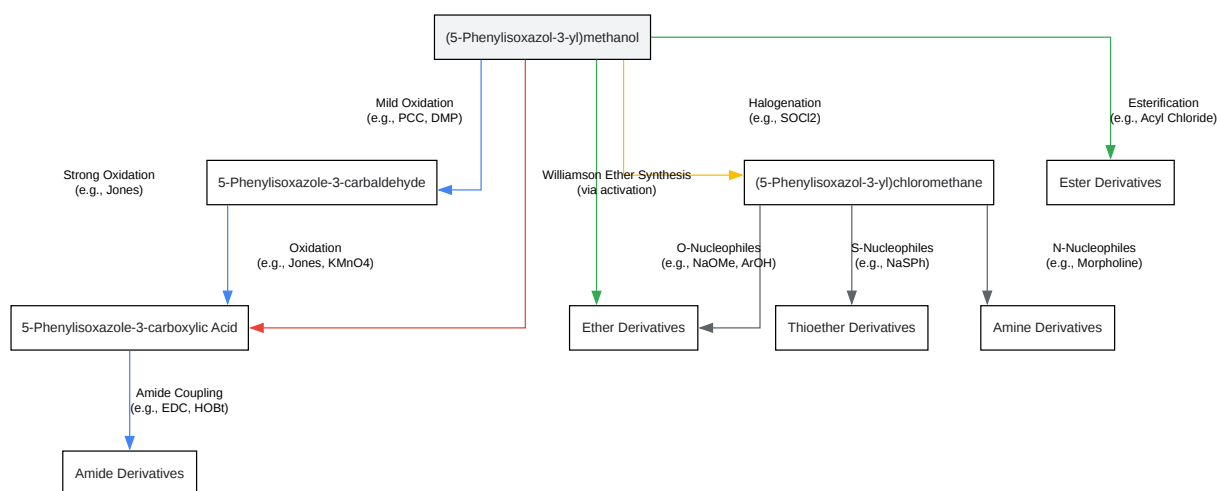 (5-Phenylisoxazol-3-yl)methanol
Mild Oxidation
(e.g., PCC, DMP)
Halogenation
(e.g., SOCl2)
Esterification
(e.g., Acyl Chloride)
Strong Oxidation
(e.g., Jones)
5-Phenylisoxazole-3-carbaldehyde
Williamson Ether Synthesis
(via activation)
(5-Phenylisoxazol-3-yl)chloromethane
Ester Derivatives
Oxidation
(e.g., Jones, KMnO4)
O-Nucleophiles
(e.g., NaOMe, ArOH)
S-Nucleophiles
(e.g., NaSPh)
N-Nucleophiles
(e.g., Morpholine)
5-Phenylisoxazole-3-carboxylic Acid
Ether Derivatives
Thioether Derivatives
Amine Derivatives
Amide Coupling
(e.g., EDC, HOBt)
Amide Derivatives